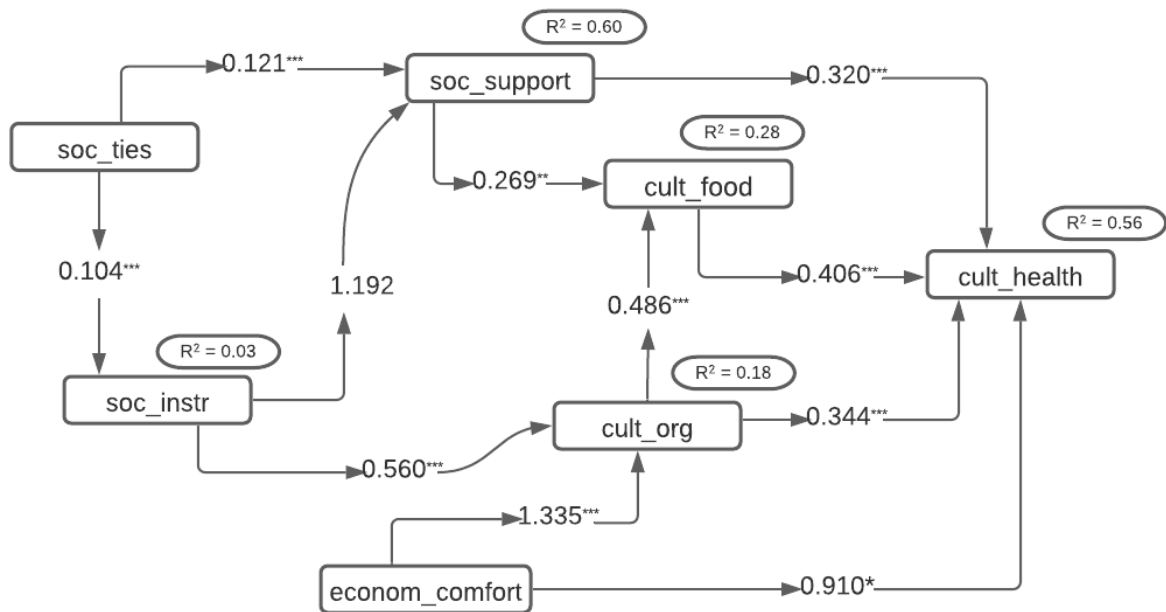 R² = 0.60
0.121***
soc_support
0.320***
R² = 0.28
soc_ties
0.269**
cult_food
R² = 0.56
0.104***
1.192
0.406***
cult_health
0.486***
R² = 0.03
R² = 0.18
soc_instr
0.344***
cult_org
0.560***
1.335***
econom_comfort
0.910*